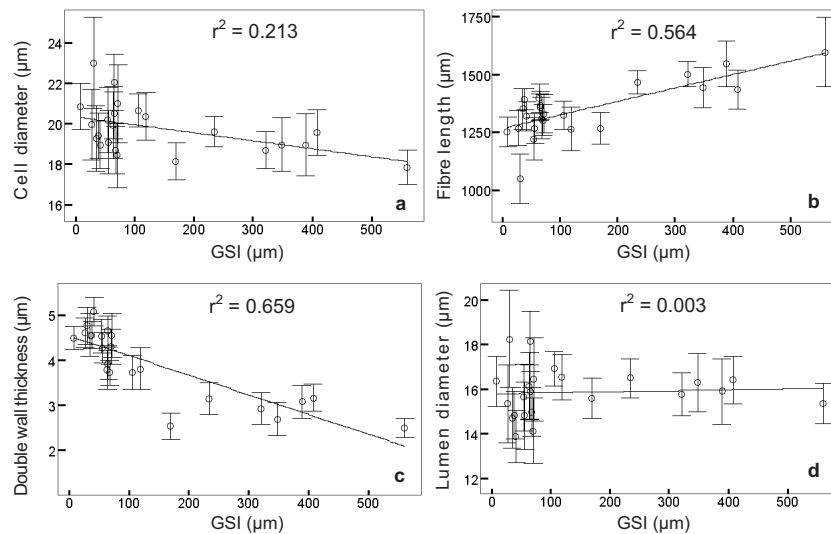 r² = 0.213
Cell diameter (µm)
24
22
20
18
16
0 100 200 300 400 500
GSI (µm)
a
r² = 0.564
Fibre length (µm)
1750
1500
1250
1000
0 100 200 300 400 500
GSI (µm)
b
r² = 0.659
Double wall thickness (µm)
5
4
3
2
0 100 200 300 400 500
GSI (µm)
c
r² = 0.003
Lumen diameter (µm)
20
18
16
14
12
0 100 200 300 400 500
GSI (µm)
d